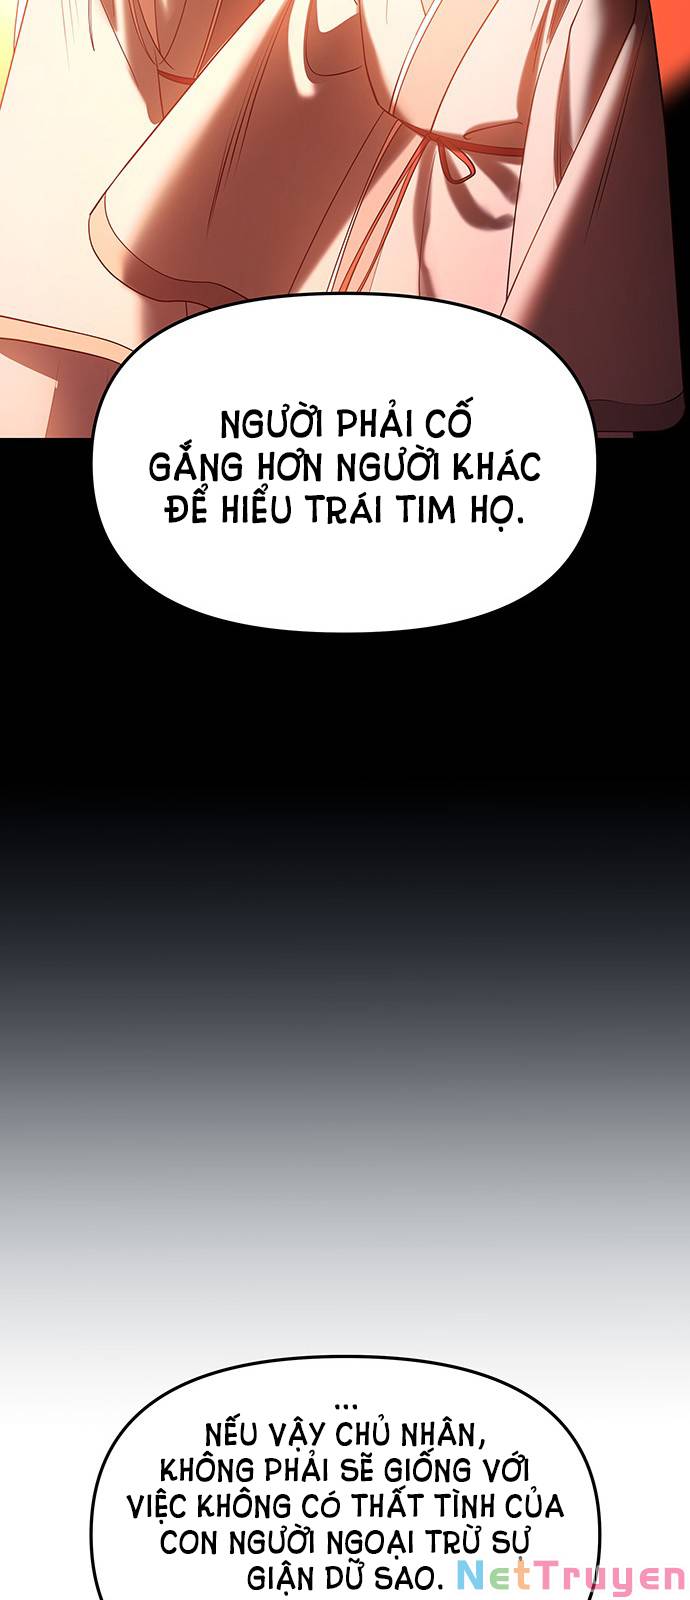 NGƯỜI PHẢI CỐ
GẮNG HƠN NGƯỜI KHÁC
ĐỂ HIỂU TRÁI TIM HỌ.
...
NẾU VẬY CHỦ NHÂN,
KHÔNG PHẢI SẼ GIỐNG VỚI
VIỆC KHÔNG CÓ THẤT TÌNH CỦA
CON NGƯỜI NGOẠI TRỪ SỰ
GIẬN DỮ SAO.
NetTruyen